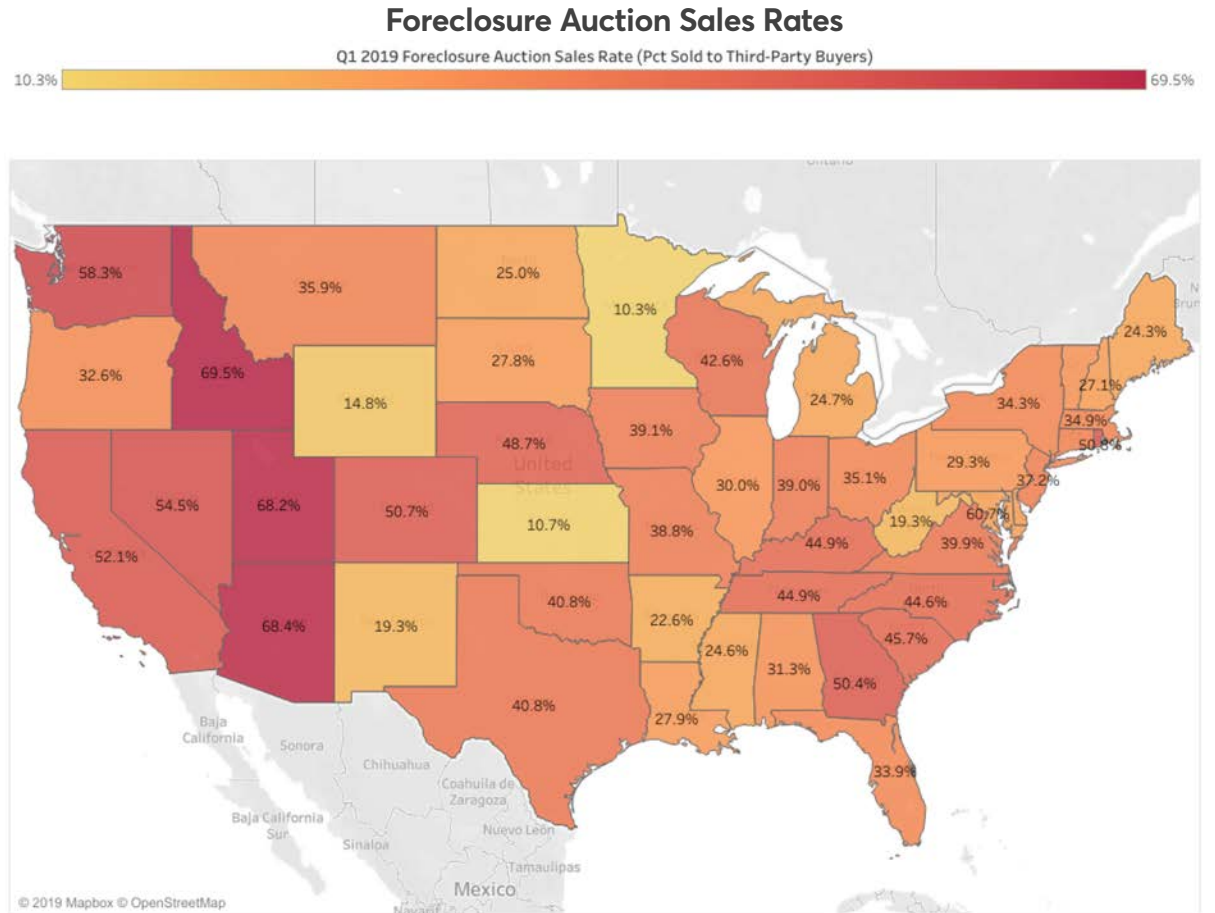 Foreclosure Auction Sales Rates
Q1 2019 Foreclosure Auction Sales Rate (Pct Sold to Third-Party Buyers)
10.3% 69.5%
Ontario
58.3%
35.9%
25.0%
10.3%
24.3%
32.6%
69.5%
14.8%
27.8%
42.6%
24.7%
34.3%
27.1%
34.9%
50.8%
48.7%
39.1%
United
States
54.5%
68.2%
50.7%
10.7%
38.8%
30.0%
39.0%
35.1%
29.3%
37.2%
60.7%
19.3%
39.9%
52.1%
44.9%
68.4%
19.3%
40.8%
22.6%
44.9%
44.6%
45.7%
24.6%
31.3%
50.4%
40.8%
27.9%
33.9%
Baja
California
Sonora
Chihuahua
Coahuila de
Zaragoza
Baja California
Sur
Nuevo León
Sinaloa
Tamaulipas
Mexico
© 2019 Mapbox © OpenStreetMap